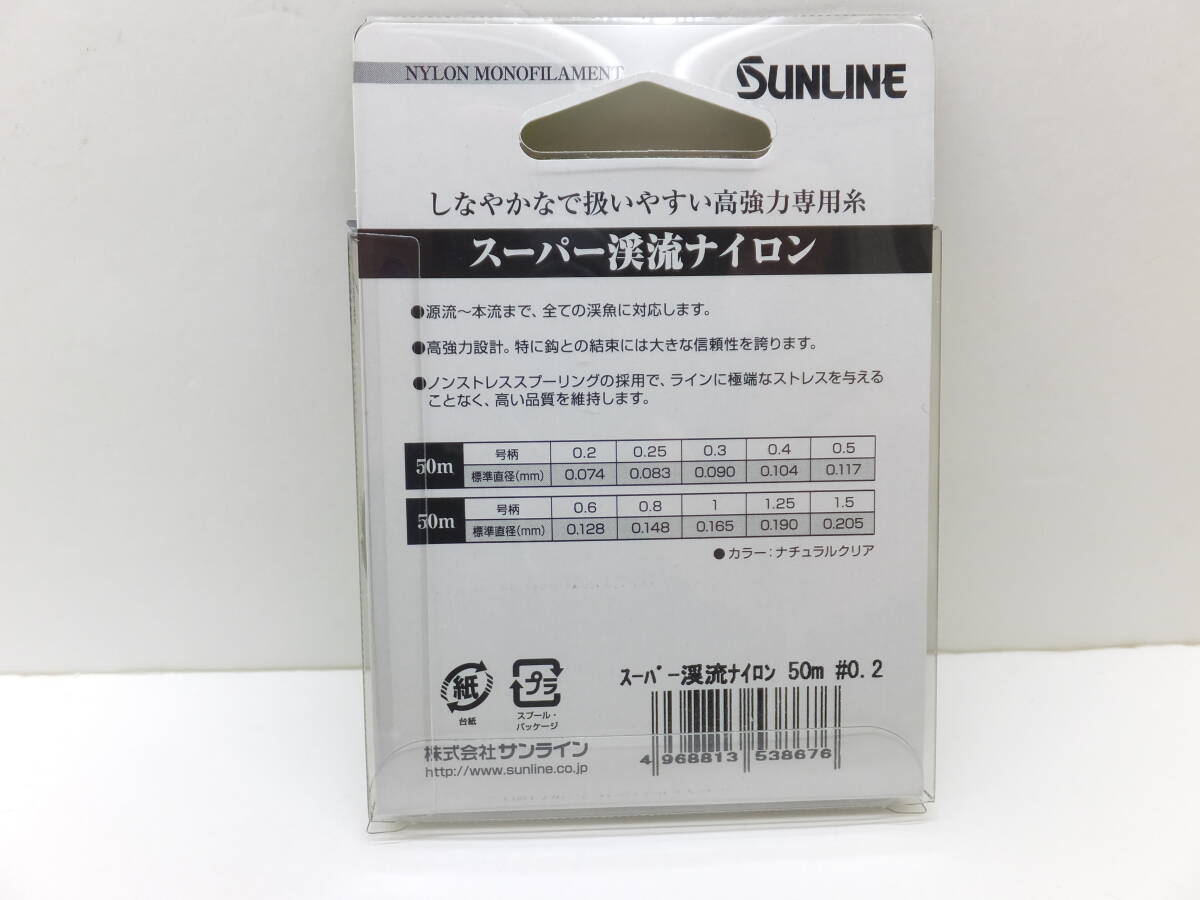 NYLON MONOFILAMENT
SUNLINE
しなやかなで扱いやすい高強力専用糸
スーパー渓流ナイロン
●源流〜本流まで、全ての渓魚に対応します。
●高強力設計。特に鈎との結束には大きな信頼性を誇ります。
●ノンストレススプーリングの採用で、ラインに極端なストレスを与える
ことなく、高い品質を維持します。
50m 号柄 0.2 0.25 0.3 0.4 0.5
標準直径(mm) 0.074 0.083 0.090 0.104 0.117
50m 号柄 0.6 0.8 1 1.25 1.5
標準直径(mm) 0.128 0.148 0.165 0.190 0.205
●カラー：ナチュラルクリア
紙
台紙
プラ
スプール・
パッケージ
株式会社サンライン
http://www.sunline.co.jp
ｽｰﾊﾟｰ渓流ﾅｲﾛﾝ 50m #0.2
4 968813 538676